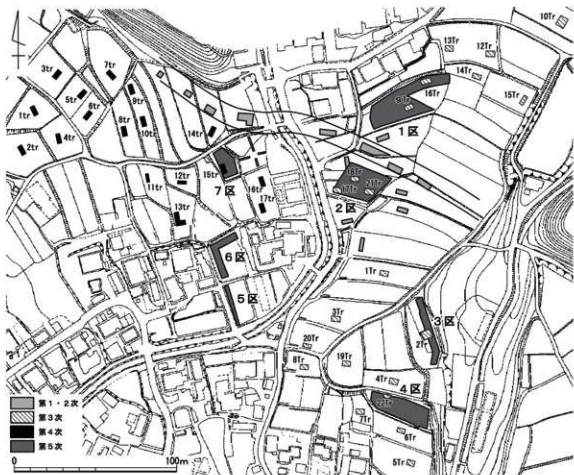 10Tr
13Tr
12Tr
3tr
7tr
14Tr
5tr
9tr
16Tr
15Tr
6tr
9Tr
1tr
8tr
10tr
14tr
1区
4tr
2tr
15tr
18Tr
12tr
16tr
17Tr
21Tr
11tr
7区
17tr
2区
13tr
6区
1Tr
5区
3Tr
3区
2Tr
20Tr
8Tr
19Tr
4Tr
4区
第1・2次
第3次
7Tr
第4次
6Tr
第5次
5Tr
0
100m